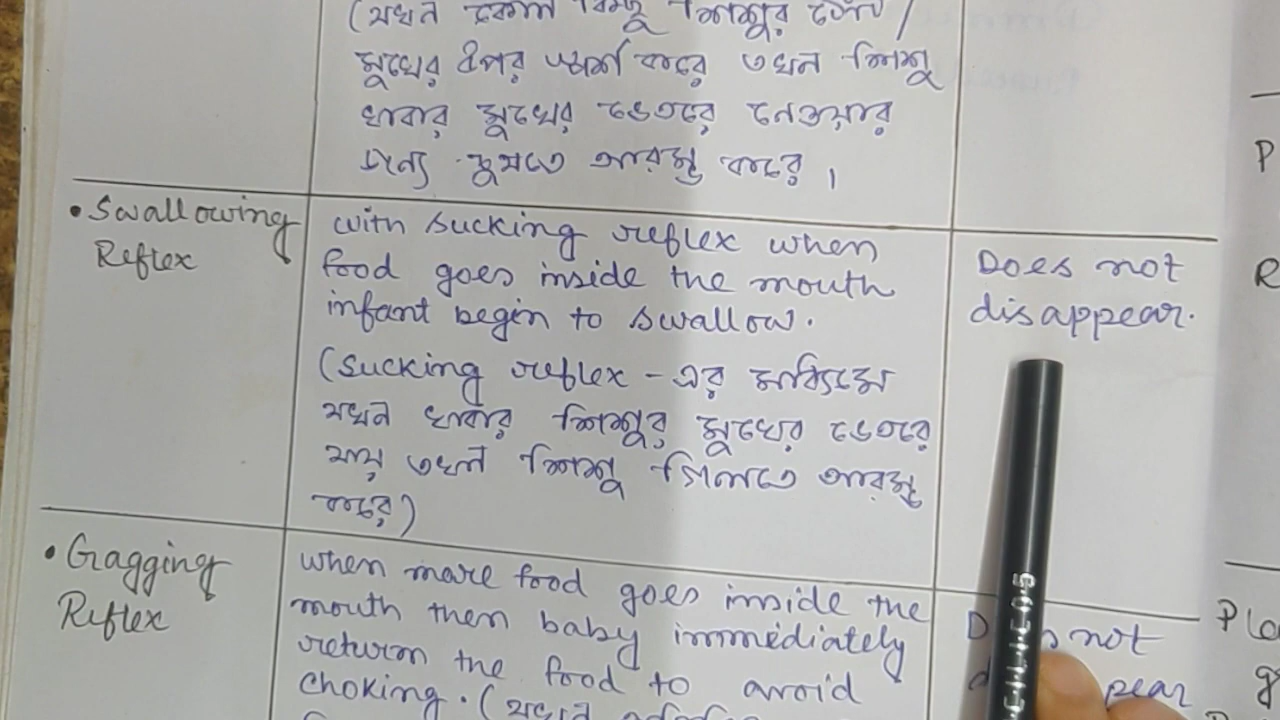 (যখন কোন কিছু শিশুর ঠোঁট /
মুখের উপর স্পর্শ করে তখন শিশু
খাবার মুখের ভেতরে নেওয়ার
জন্য চুষতে আরম্ভ করে।
• Swallowing
Reflex
with sucking reflex when
food goes inside the mouth
infant begin to swallow.
(sucking reflex - এর মাধ্যমে
যখন খাবার শিশুর মুখের ভেতরে
যায় তখন শিশু গিলতে আরম্ভ
করে)
Does not
disappear.
• Gagging
Reflex
when more food goes inside the
mouth then baby immediately
return the food to avoid
choking. (যখন
not
pear
P
R